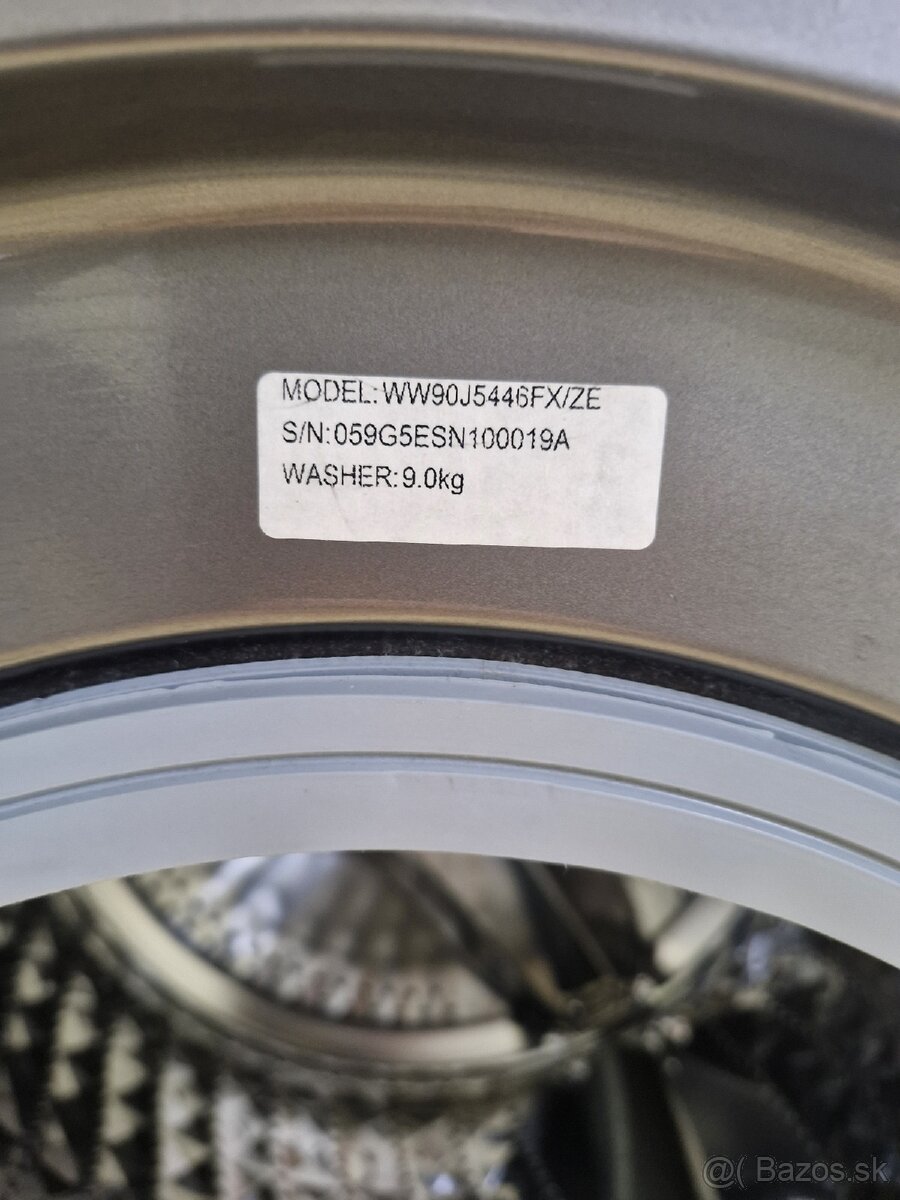 MODEL: WW90J5446FX/ZE
S/N: 059G5ESN100019A
WASHER: 9.0kg
@( Bazos.sk